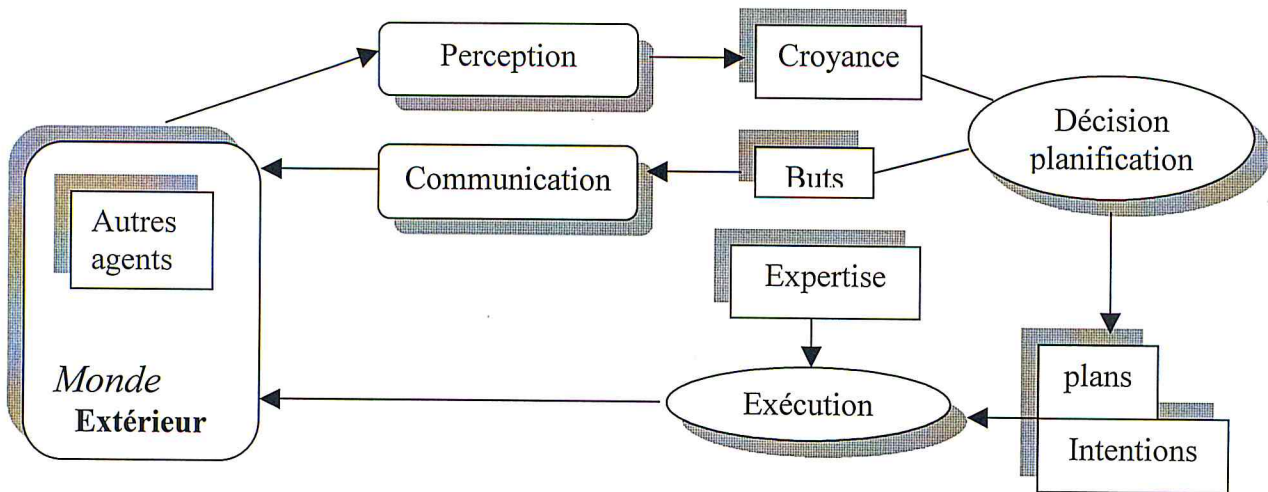 Perception
Croyance
Décision
planification
Communication
Buts
Autres
agents
Expertise
Monde
Extérieur
Exécution
plans
Intentions